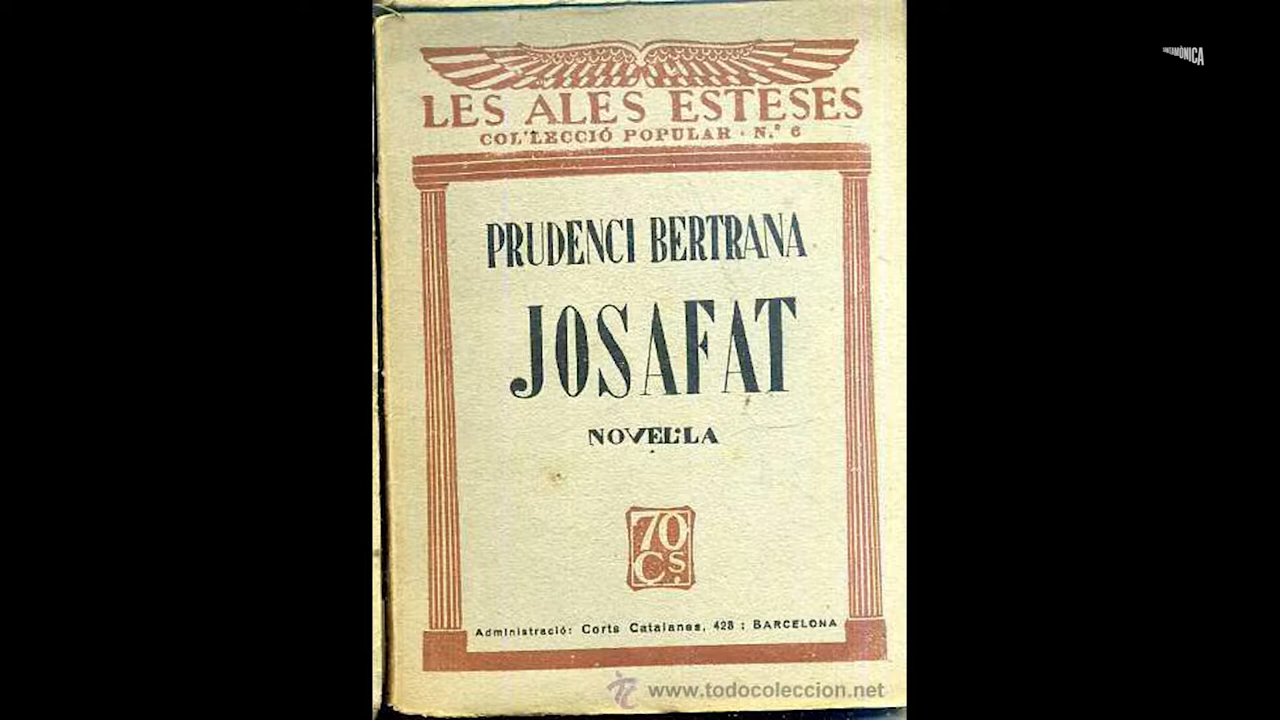 LES ALES ESTESES
COL·LECCIÓ POPULAR · N.º 6
PRUDENCI BERTRANA
JOSAFAT
NOVEL·LA
70
Cs.
Administració: Corts Catalanes, 428 : BARCELONA
www.todocoleccion.net
SANTAMÒNICA